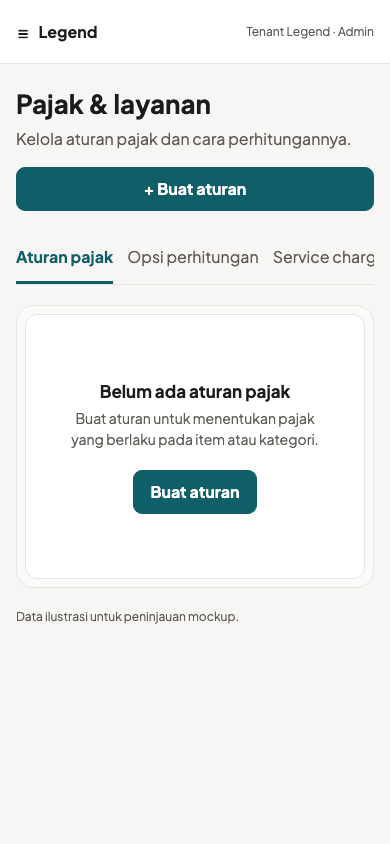 ≡ Legend
Tenant Legend · Admin
Pajak & layanan
Kelola aturan pajak dan cara perhitungannya.
+ Buat aturan
Aturan pajak Opsi perhitungan Service charg
Belum ada aturan pajak
Buat aturan untuk menentukan pajak
yang berlaku pada item atau kategori.
Buat aturan
Data ilustrasi untuk peninjauan mockup.